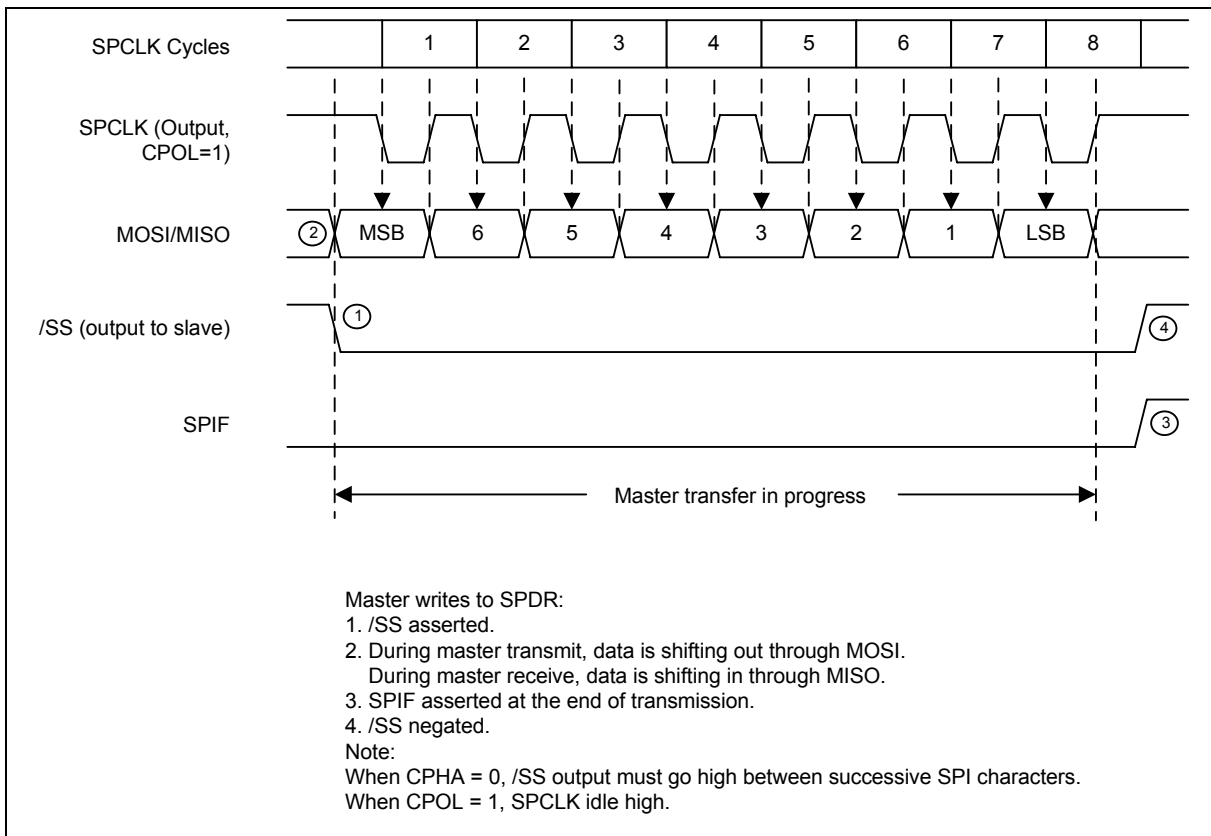 SPCLK Cycles
1 2 3 4 5 6 7 8
SPCLK (Output,
CPOL=1)
MOSI/MISO
2 MSB 6 5 4 3 2 1 LSB
/SS (output to slave)
1
4
SPIF
3
Master transfer in progress
Master writes to SPDR:
1. /SS asserted.
2. During master transmit, data is shifting out through MOSI.
During master receive, data is shifting in through MISO.
3. SPIF asserted at the end of transmission.
4. /SS negated.
Note:
When CPHA = 0, /SS output must go high between successive SPI characters.
When CPOL = 1, SPCLK idle high.